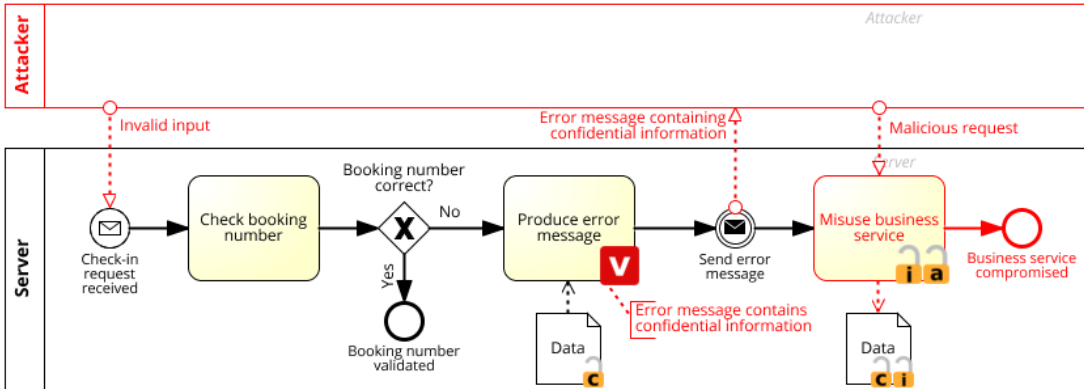 Attacker
Attacker
Invalid input
Error message containing
confidential information
Malicious request
Server
Server
Booking number
correct?
Check booking
number
X
No
Yes
Produce error
message
V
Misuse business
service
i a
Check-in
request
received
Send error
message
Business service
compromised
Booking number
validated
Error message contains
confidential information
Data
c
Data
c i